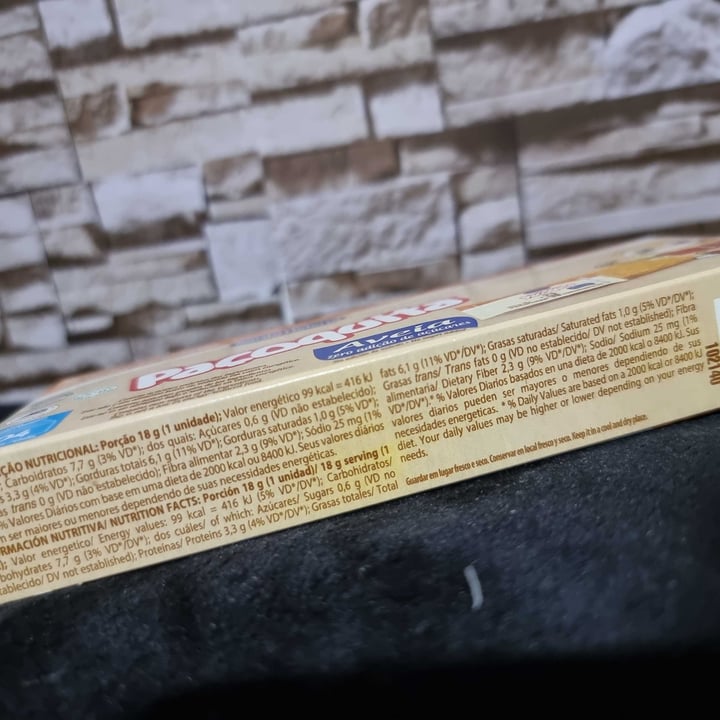 Paçoquita
Aveia
zero adição de açúcares
ÇÃO NUTRICIONAL: Porção 18 g (1 unidade); Valor energético 99 kcal = 416 kJ
Carboidratos 7,7 g (3% VD*/DV*); dos quais: Açúcares 0,6 g (VD não estabelecido);
s 3,3 g (4% VD*/DV*); Gorduras totais 6,1 g (11% VD*/DV*); Gorduras saturadas 1,0 g (5% VD*/DV*);
s trans 0 g (VD não estabelecido); Fibra alimentar 2,3 g (9% VD*/DV*); Sódio 25 mg (1%
% Valores Diários com base em uma dieta de 2000 kcal ou 8400 kJ. Seus valores diários
m ser maiores ou menores dependendo de suas necessidades energéticas.
RMACIÓN NUTRITIVA/ NUTRITION FACTS: Porción 18 g (1 unidad)/ 18 g serving (1
); Valor energetico/ Energy values: 99 kcal = 416 kJ (5% VD*/DV*); Carbohidratos/
bohydrates 7,7 g (3% VD*/DV*); dos cuáles/ of which: Azúcares/ Sugars 0,6 g (VD no
tablecido/ DV not established); Proteínas/ Proteins 3,3 g (4% VD*/DV*); Grasas totales/ Total
fats 6,1 g (11% VD*/DV*); Grasas saturadas/ Saturated fats 1,0 g (5% VD*/DV*);
Grasas trans/ Trans fats 0 g (VD no establecido/ DV not established); Fibra
alimentaria/ Dietary Fiber 2,3 g (9% VD*/DV*); Sodio/ Sodium 25 mg (1%
VD*/DV*).* % Valores Diarios basados en una dieta de 2000 kcal o 8400 kJ. Sus
valores diarios pueden ser mayores o menores dependiendo de sus
necesidades energeticas. * % Daily Values are based on a 2000 kcal or 8400 kJ
diet. Your daily values may be higher or lower depending on your energy
needs.
Guardar em lugar fresco e seco. Conservar en local fresco y seco. Keep it in a cool and dry place.